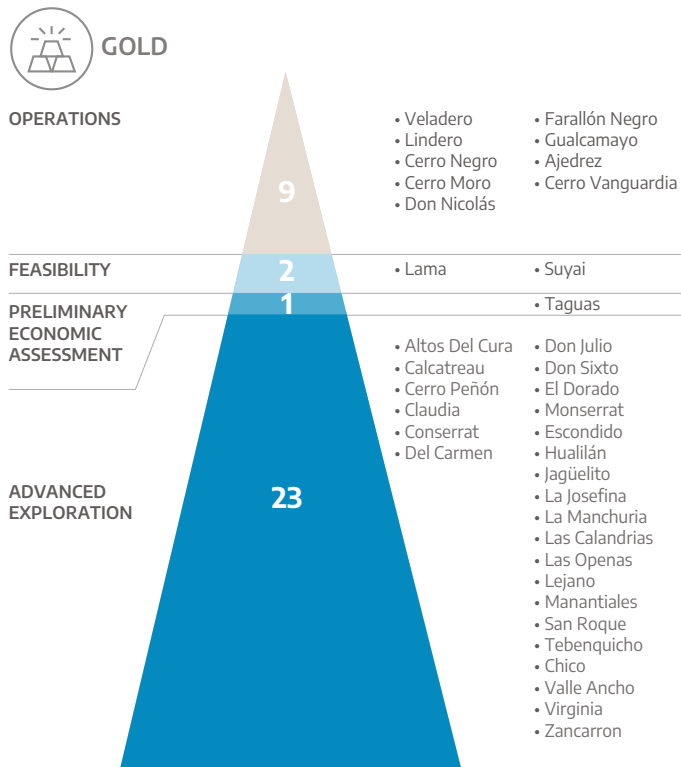 GOLD
OPERATIONS
9
• Veladero
• Lindero
• Cerro Negro
• Cerro Moro
• Don Nicolás
• Farallón Negro
• Gualcamayo
• Ajedrez
• Cerro Vanguardia
FEASIBILITY
2
• Lama
• Suyai
PRELIMINARY
ECONOMIC
ASSESSMENT
1
• Taguas
ADVANCED
EXPLORATION
23
• Altos Del Cura
• Calcatreau
• Cerro Peñón
• Claudia
• Conserrat
• Del Carmen
• Don Julio
• Don Sixto
• El Dorado
• Monserrat
• Escondido
• Hualilán
• Jagüelito
• La Josefina
• La Manchuria
• Las Calandrias
• Las Openas
• Lejano
• Manantiales
• San Roque
• Tebenquicho
• Chico
• Valle Ancho
• Virginia
• Zancarron